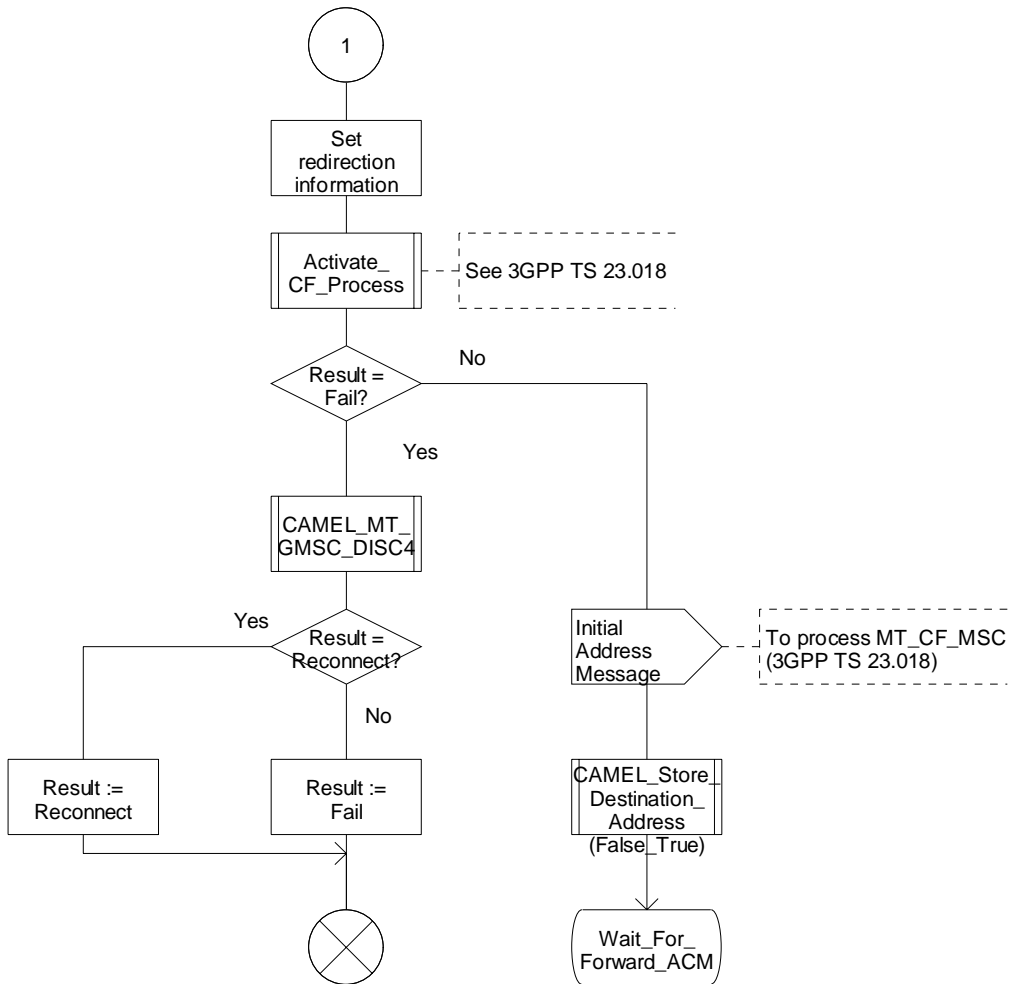 1
Set
redirection
information
Activate_
CF_Process
See 3GPP TS 23.018
Result =
Fail?
No
Yes
CAMEL_MT_
GMSC_DISC4
Result =
Reconnect?
Yes
No
Initial
Address
Message
To process MT_CF_MSC
(3GPP TS 23.018)
Result :=
Reconnect
Result :=
Fail
CAMEL_Store_
Destination_
Address
(False_True)
Wait_For_
Forward_ACM